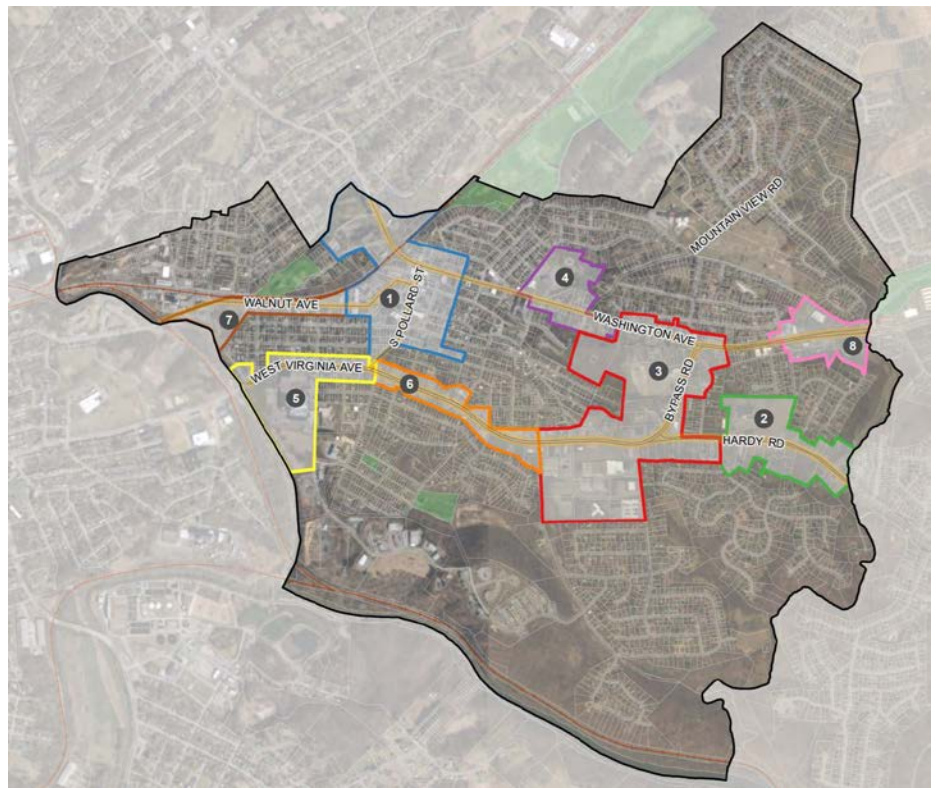 MOUNTAIN VIEW RD
4
1
WALNUT AVE
S POLLARD ST
7
WASHINGTON AVE
8
3
WEST VIRGINIA AVE
6
5
BYPASS RD
2
HARDY RD